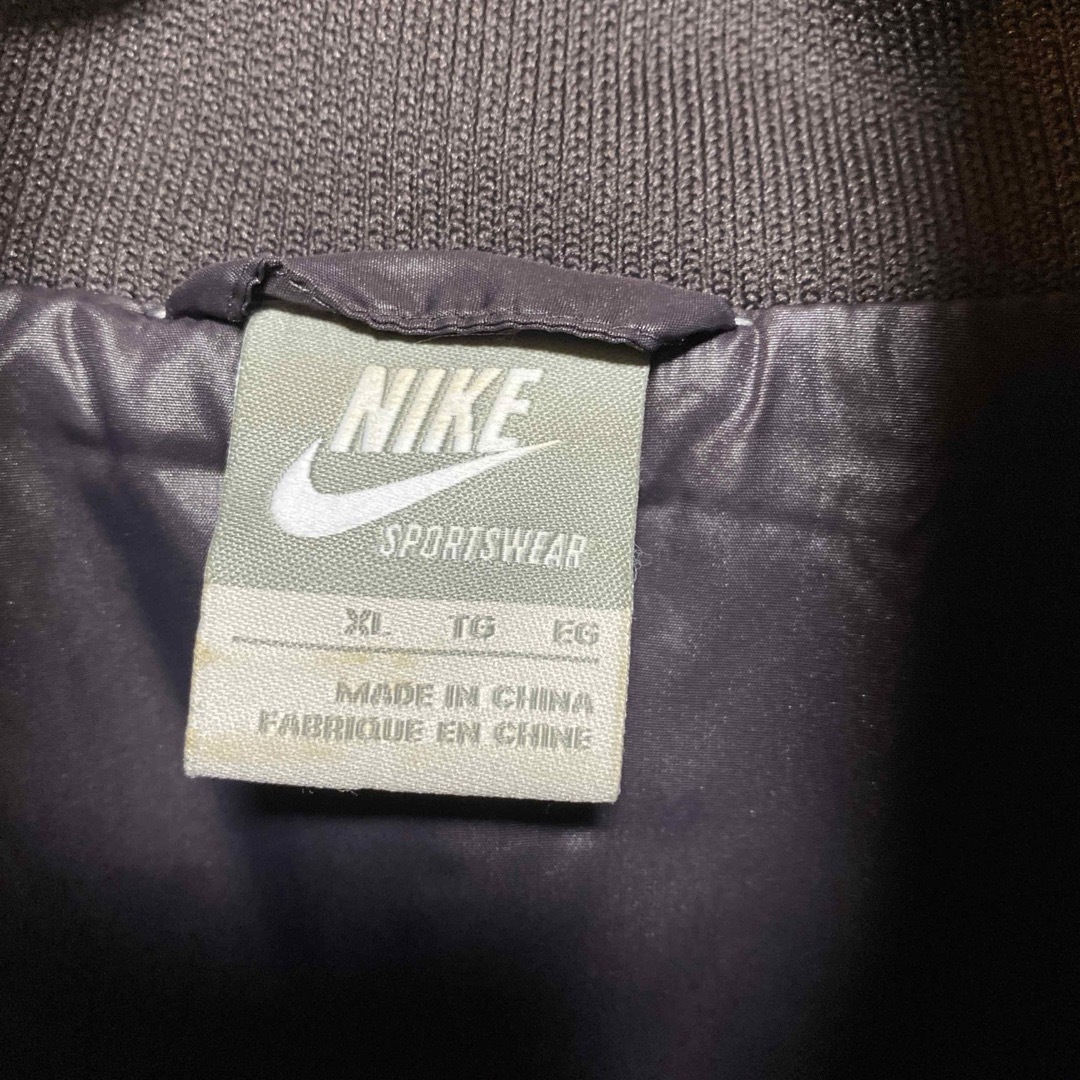 NIKE
SPORTSWEAR
XL TG EG
MADE IN CHINA
FABRIQUE EN CHINE